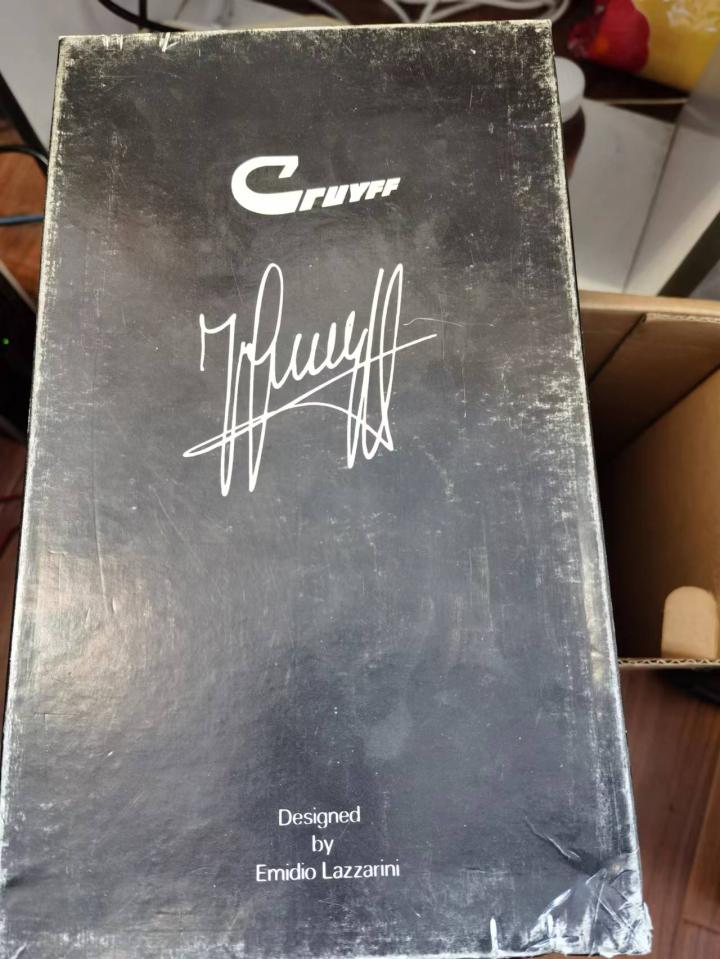 Cruyff
Designed
by
Emidio Lazzarini